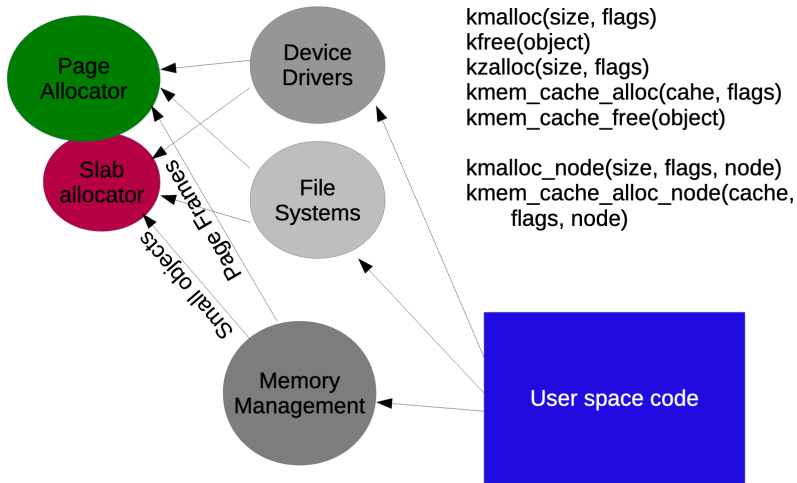 Page
Allocator
Slab
allocator
Device
Drivers
File
Systems
Page Frames
Small objects
Memory
Management
User space code
kmalloc(size, flags)
kfree(object)
kzalloc(size, flags)
kmem_cache_alloc(cahe, flags)
kmem_cache_free(object)
kmalloc_node(size, flags, node)
kmem_cache_alloc_node(cache,
flags, node)